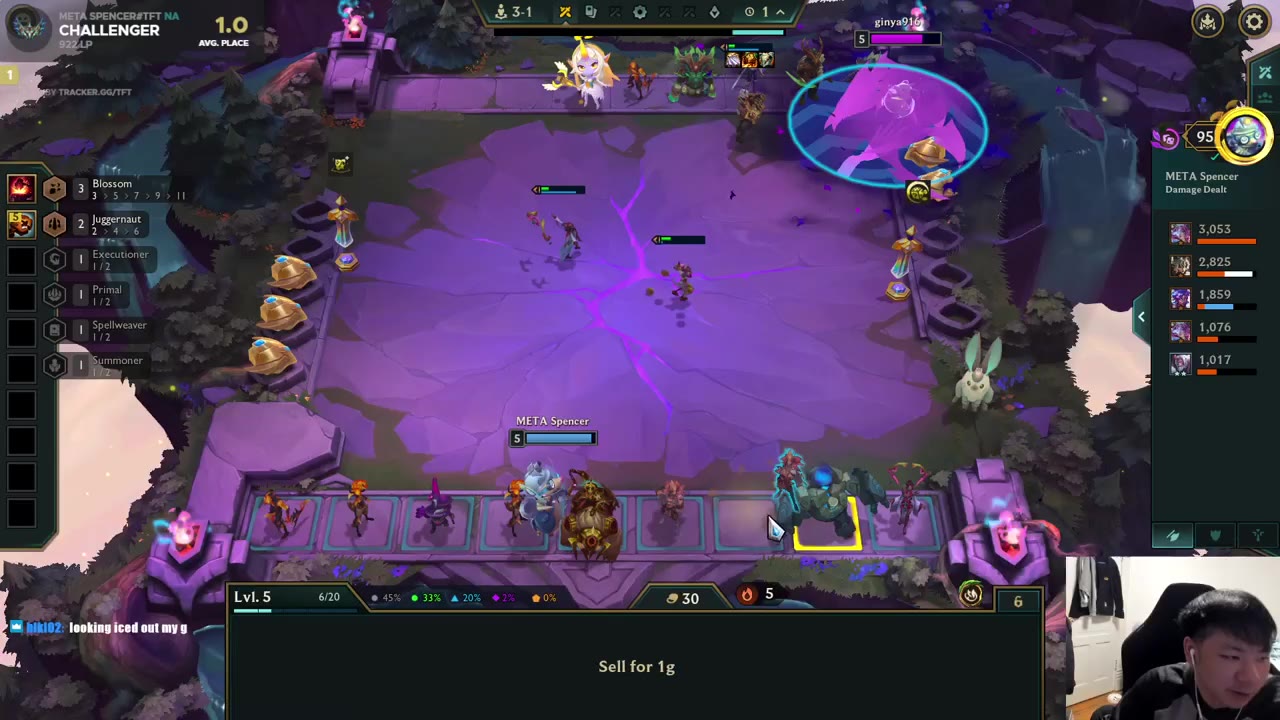 META SPENCER#TFT NA
CHALLENGER
922 LP
1.0
AVG. PLACE
1
BY TRACKER.GG/TFT
3-1
1
ginya916
5
95
META Spencer
Damage Dealt
3,053
2,825
1,859
1,076
1,017
3 Blossom
3 > 5 > 7 > 9 > 11
2 Juggernaut
2 > 4 > 6
1 Executioner
1 / 2
1 Primal
1 / 2
1 Spellweaver
1 / 2
1 Summoner
1 / 2
META Spencer
5
Lvl. 5
6/20
45%
33%
20%
2%
0%
30
5
6
looking iced out my g
Sell for 1g